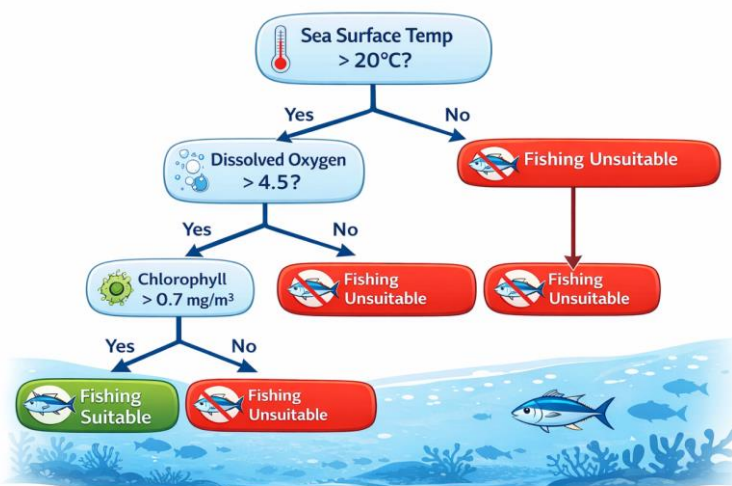 Sea Surface Temp
> 20°C?
Yes
No
Dissolved Oxygen
> 4.5?
Fishing Unsuitable
Yes
No
Chlorophyll
> 0.7 mg/m³
Fishing
Unsuitable
Fishing
Unsuitable
Yes
No
Fishing
Suitable
Fishing
Unsuitable